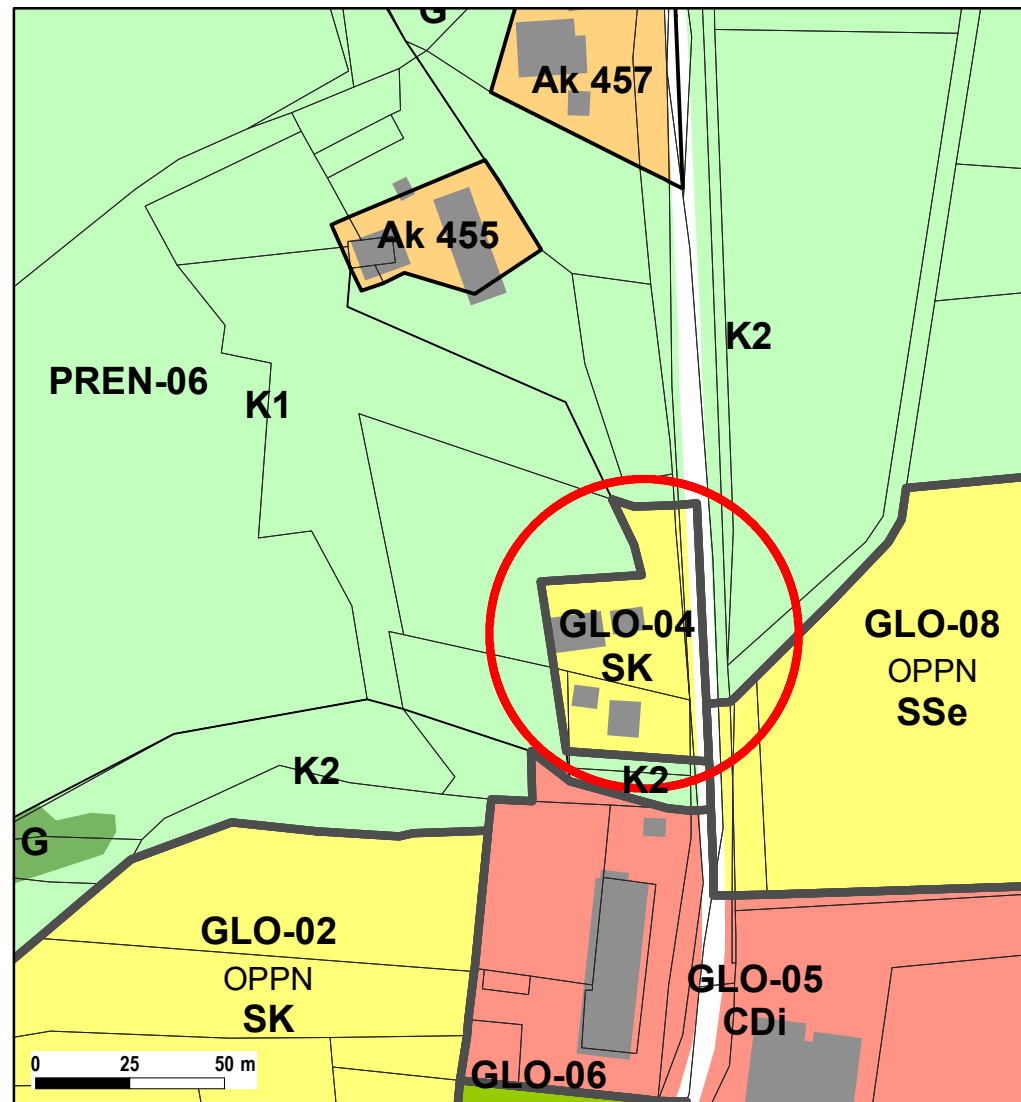 G
Ak 457
Ak 455
K2
PREN-06
K1
GLO-04
SK
GLO-08
OPPN
SSe
K2
K2
G
GLO-02
OPPN
SK
GLO-05
CDi
0 25 50 m
GLO-06